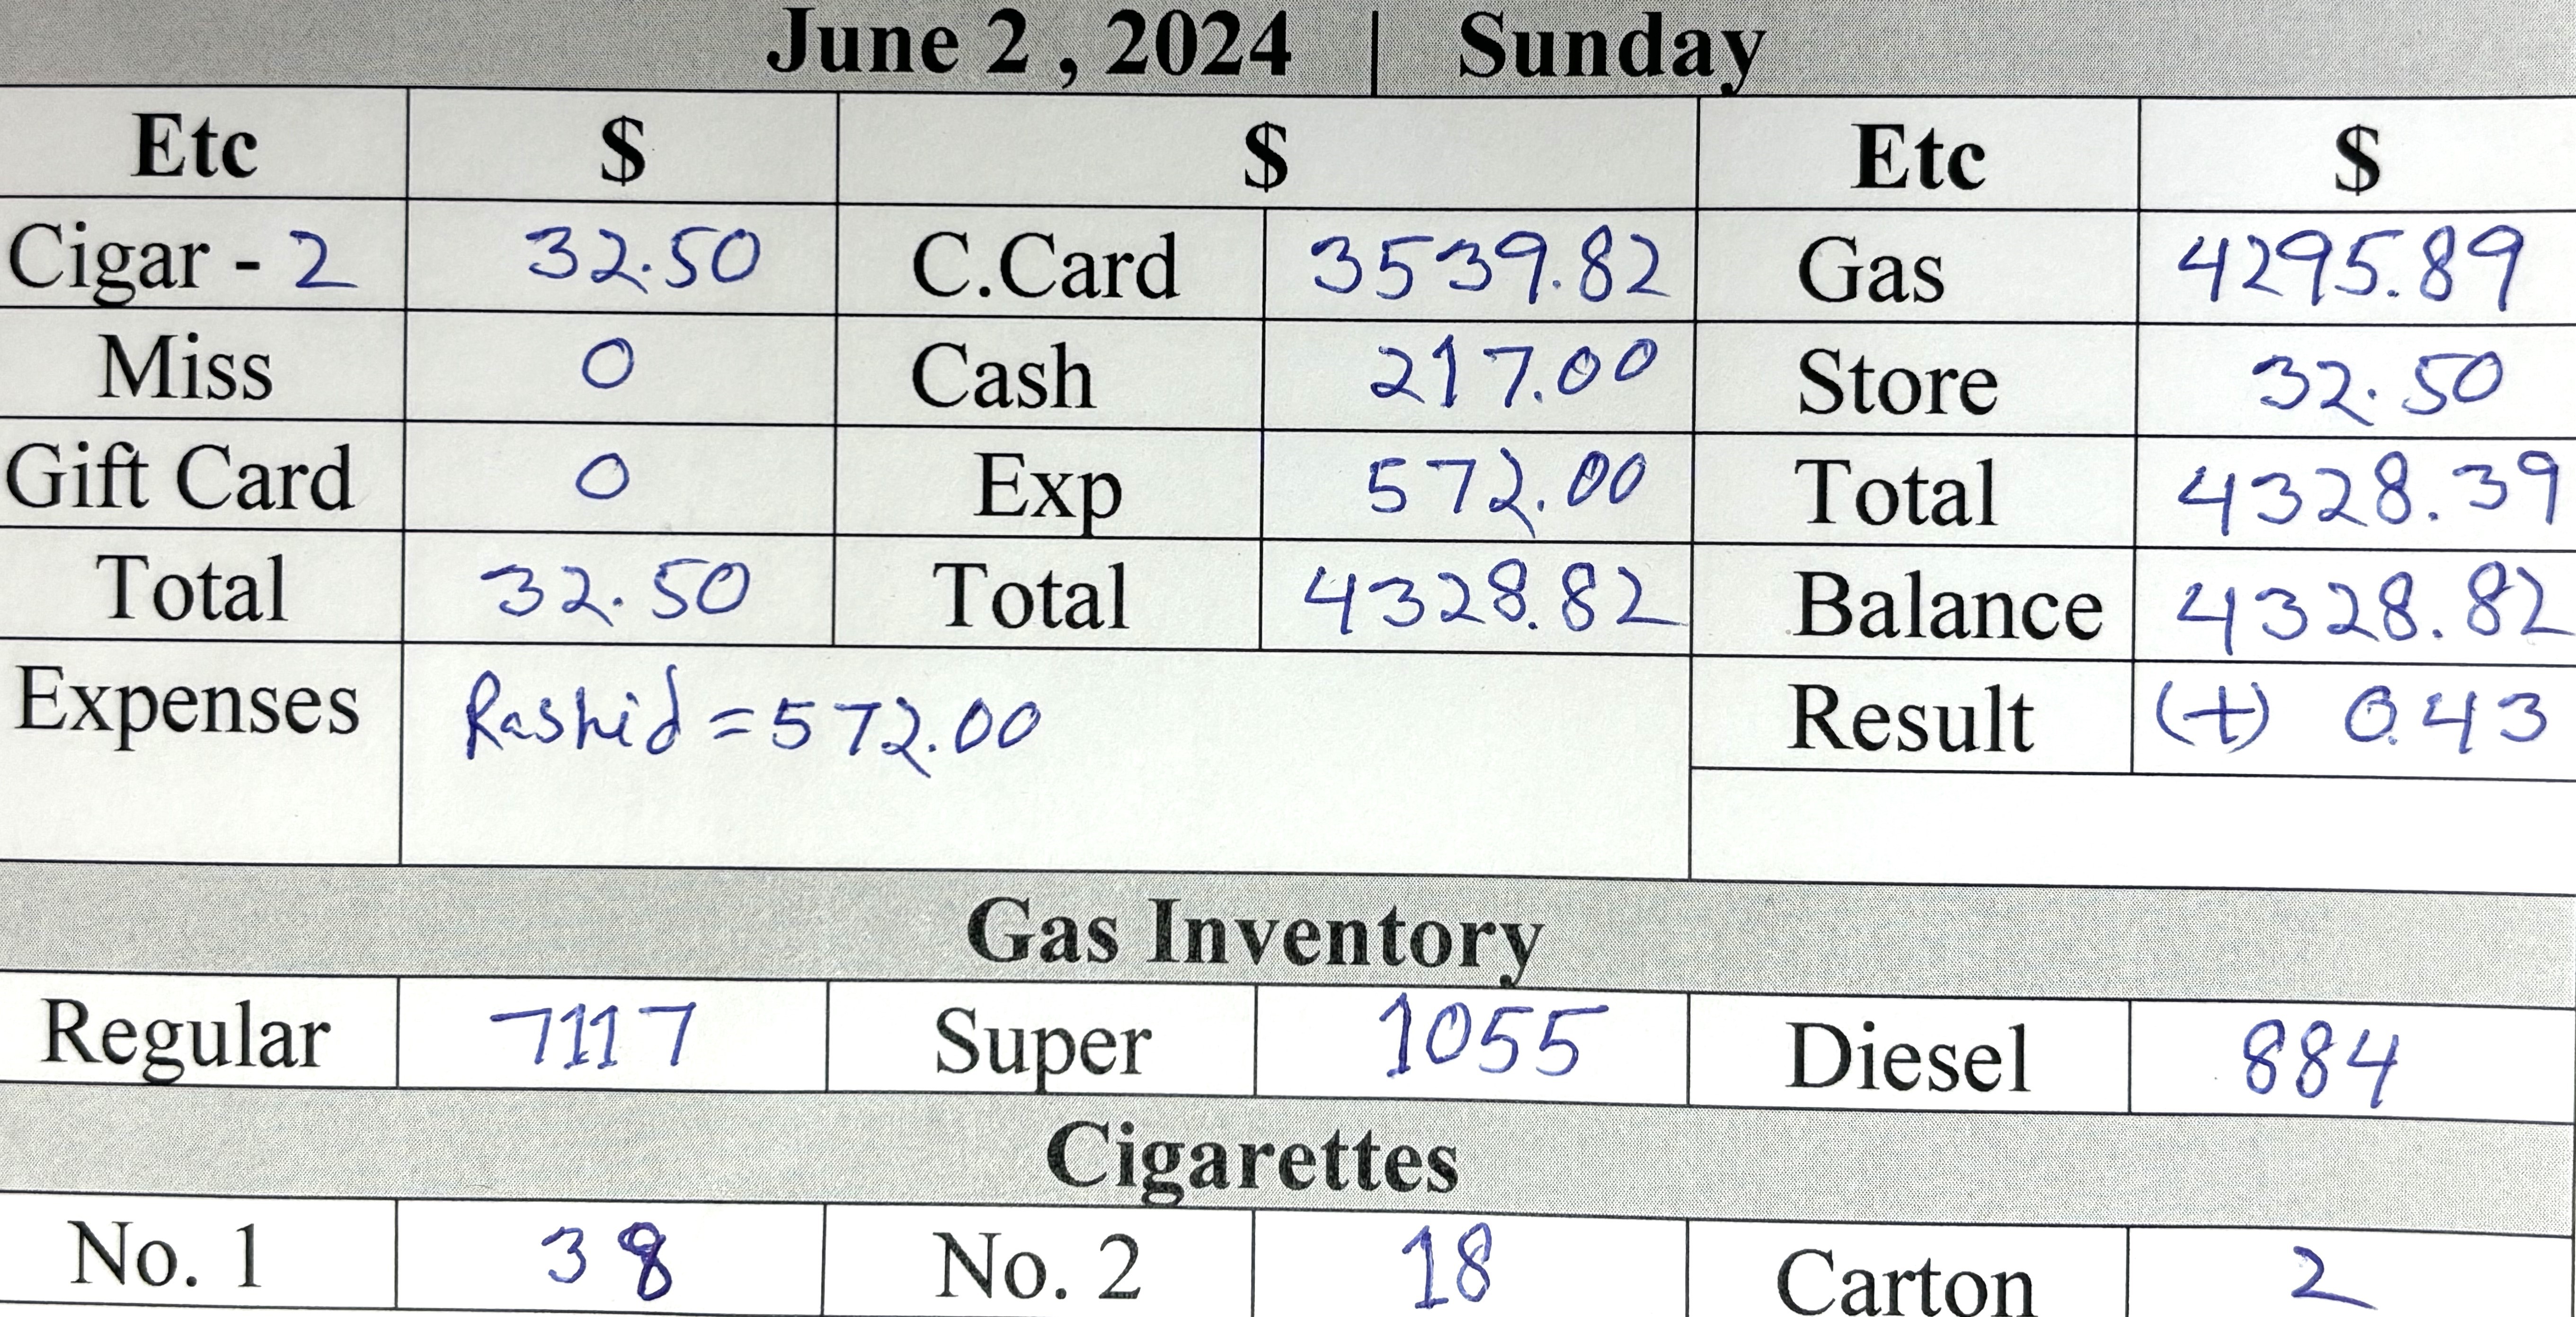 June 2 , 2024 | Sunday
Etc $ $ Etc $
Cigar - 2 32.50 C.Card 3539.82 Gas 4295.89
Miss 0 Cash 217.00 Store 32.50
Gift Card 0 Exp 572.00 Total 4328.39
Total 32.50 Total 4328.82 Balance 4328.82
Expenses Rashid = 572.00 Result (+) 0.43
Gas Inventory
Regular 7117 Super 1055 Diesel 884
Cigarettes
No. 1 38 No. 2 18 Carton 2